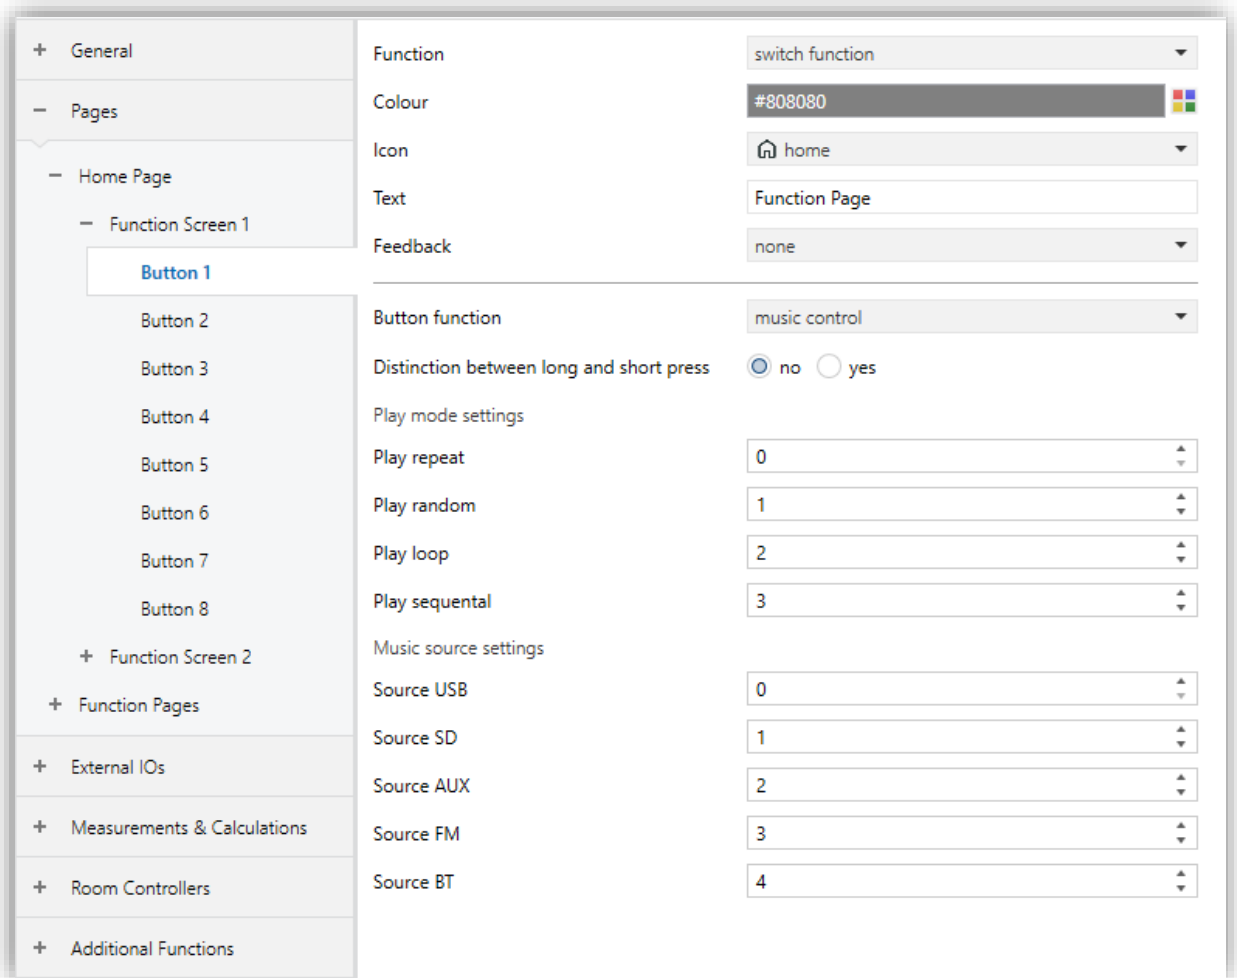 General
Pages
Home Page
Function Screen 1
Button 1
Button 2
Button 3
Button 4
Button 5
Button 6
Button 7
Button 8
Function Screen 2
Function Pages
External IOs
Measurements & Calculations
Room Controllers
Additional Functions
Function switch function
Colour #808080
Icon home
Text Function Page
Feedback none
Button function music control
Distinction between long and short press no yes
Play mode settings
Play repeat 0
Play random 1
Play loop 2
Play sequental 3
Music source settings
Source USB 0
Source SD 1
Source AUX 2
Source FM 3
Source BT 4